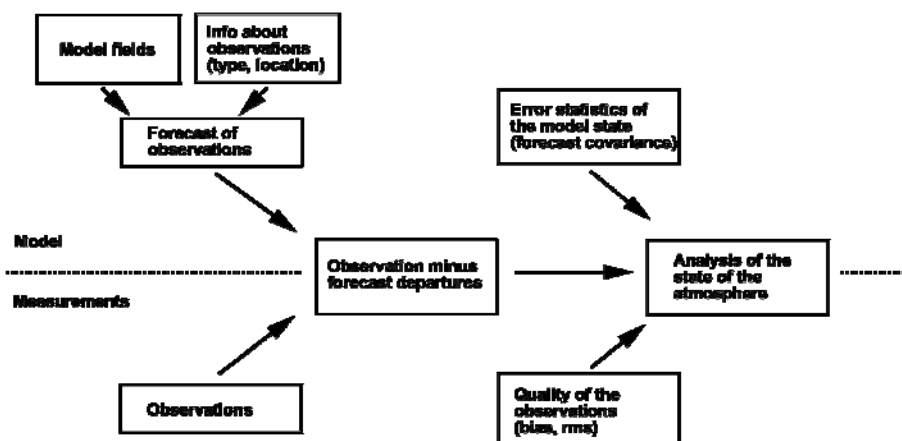 Model fields
Info about
observations
(type, location)
Forecast of
observations
Error statistics of
the model state
(forecast covariance)
Model
Observation minus
forecast departures
Analysis of the
state of the
atmosphere
Measurements
Observations
Quality of the
observations
(bias, rms)